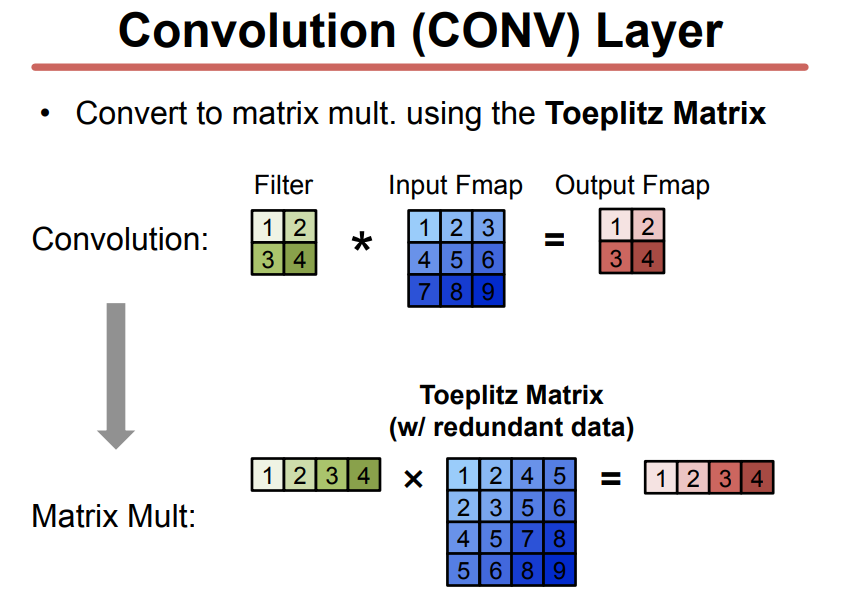 Convolution (CONV) Layer
• Convert to matrix mult. using the Toeplitz Matrix
Filter Input Fmap Output Fmap
Convolution:
1 2
3 4
*
1 2 3
4 5 6
7 8 9
=
1 2
3 4
Toeplitz Matrix
(w/ redundant data)
Matrix Mult:
1 2 3 4
×
1 2 4 5
2 3 5 6
4 5 7 8
5 6 8 9
=
1 2 3 4